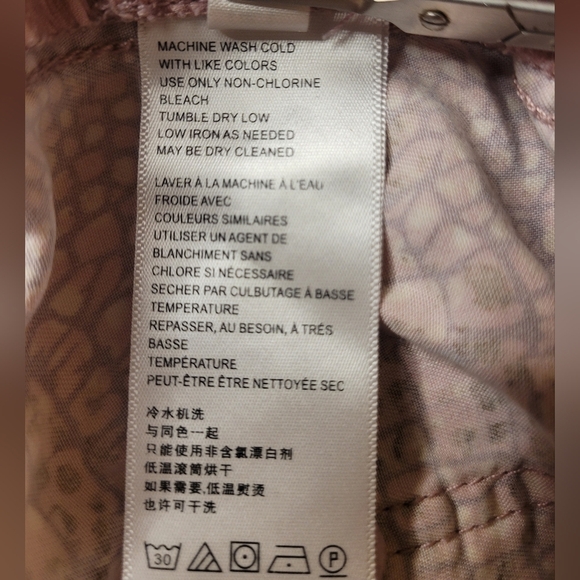 MACHINE WASH COLD
WITH LIKE COLORS
USE ONLY NON-CHLORINE
BLEACH
TUMBLE DRY LOW
LOW IRON AS NEEDED
MAY BE DRY CLEANED
LAVER À LA MACHINE À L'EAU
FROIDE AVEC
COULEURS SIMILAIRES
UTILISER UN AGENT DE
BLANCHIMENT SANS
CHLORE SI NÉCESSAIRE
SECHER PAR CULBUTAGE À BASSE
TEMPERATURE
REPASSER, AU BESOIN, À TRÉS
BASSE
TEMPÉRATURE
PEUT-ÊTRE ÊTRE NETTOYÉE SEC
冷水机洗
与同色一起
只能使用非含氯漂白剂
低温滚筒烘干
如果需要,低温熨烫
也许可干洗
30 P